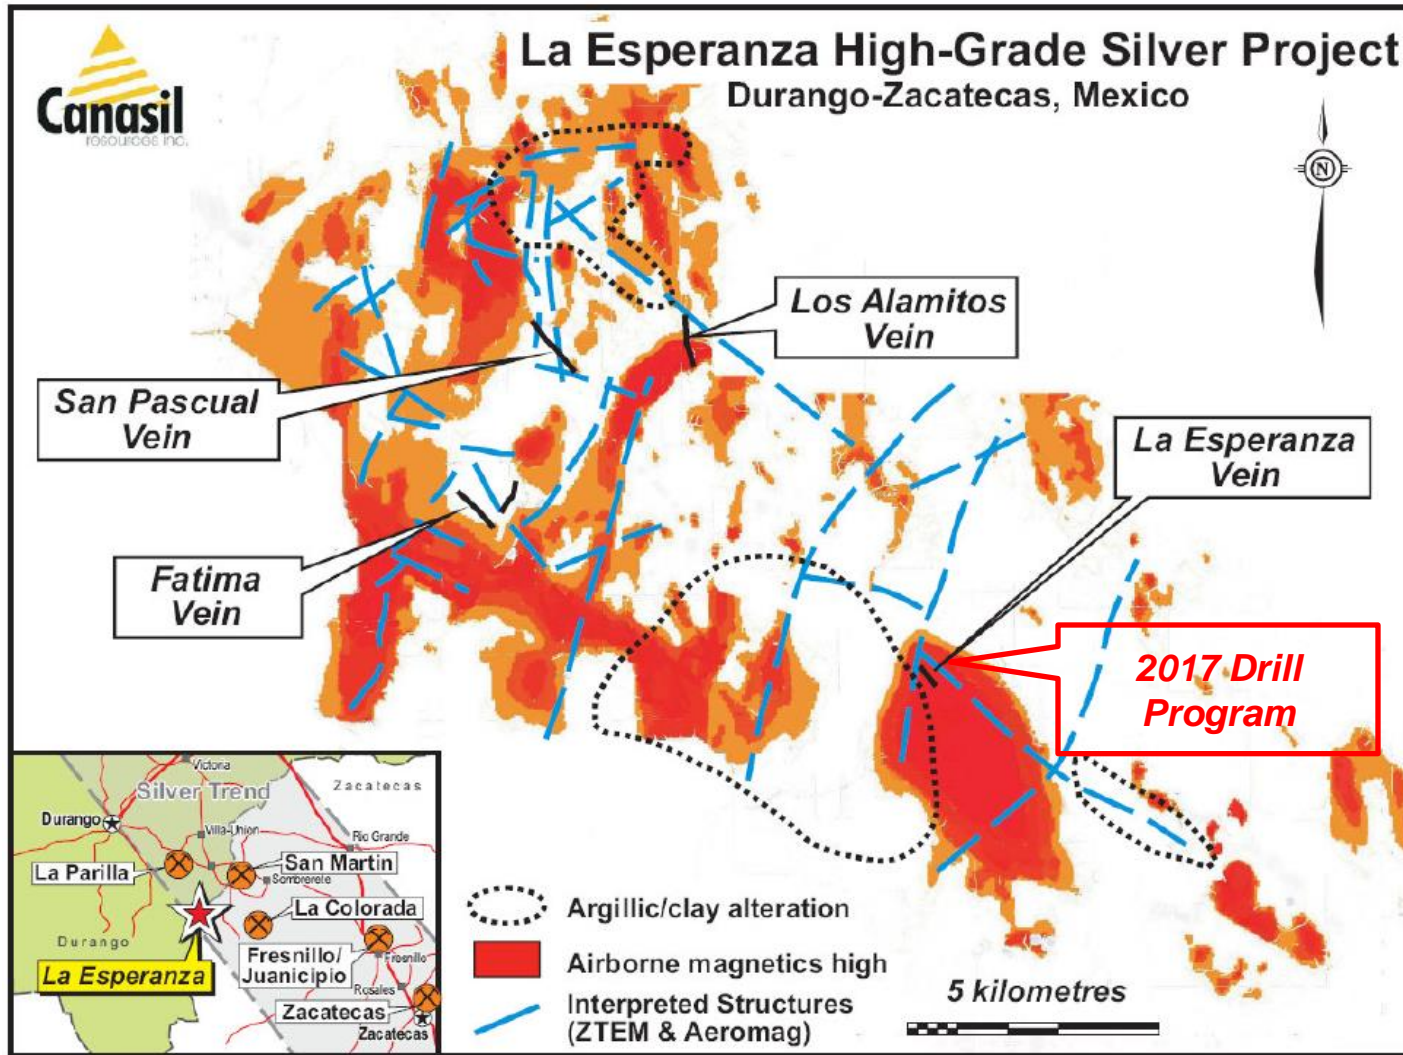 La Esperanza High-Grade Silver Project
Durango-Zacatecas, Mexico
Canasil
resources inc.
N
Los Alamitos
Vein
San Pascual
Vein
La Esperanza
Vein
Fatima
Vein
2017 Drill
Program
Victoria
Silver Trend
Zacatecas
Durango
Villa-Union
Rio Grande
La Parilla
San Martin
Sombrerete
La Colorada
Durango
Fresnillo/
Juanicipio
Fresnillo
La Esperanza
Rosales
Zacatecas
Zacatecas
Argillic/clay alteration
Airborne magnetics high
Interpreted Structures
(ZTEM & Aeromag)
5 kilometres